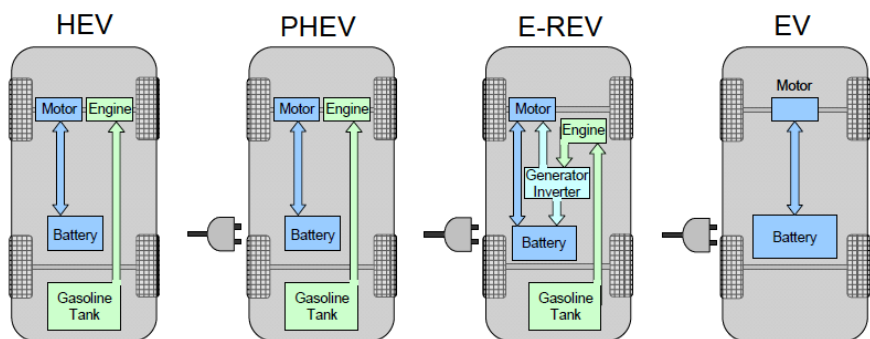 HEV
Motor
Engine
Battery
Gasoline
Tank
PHEV
Motor
Engine
Battery
Gasoline
Tank
E-REV
Motor
Engine
Generator
Inverter
Battery
Gasoline
Tank
EV
Motor
Battery